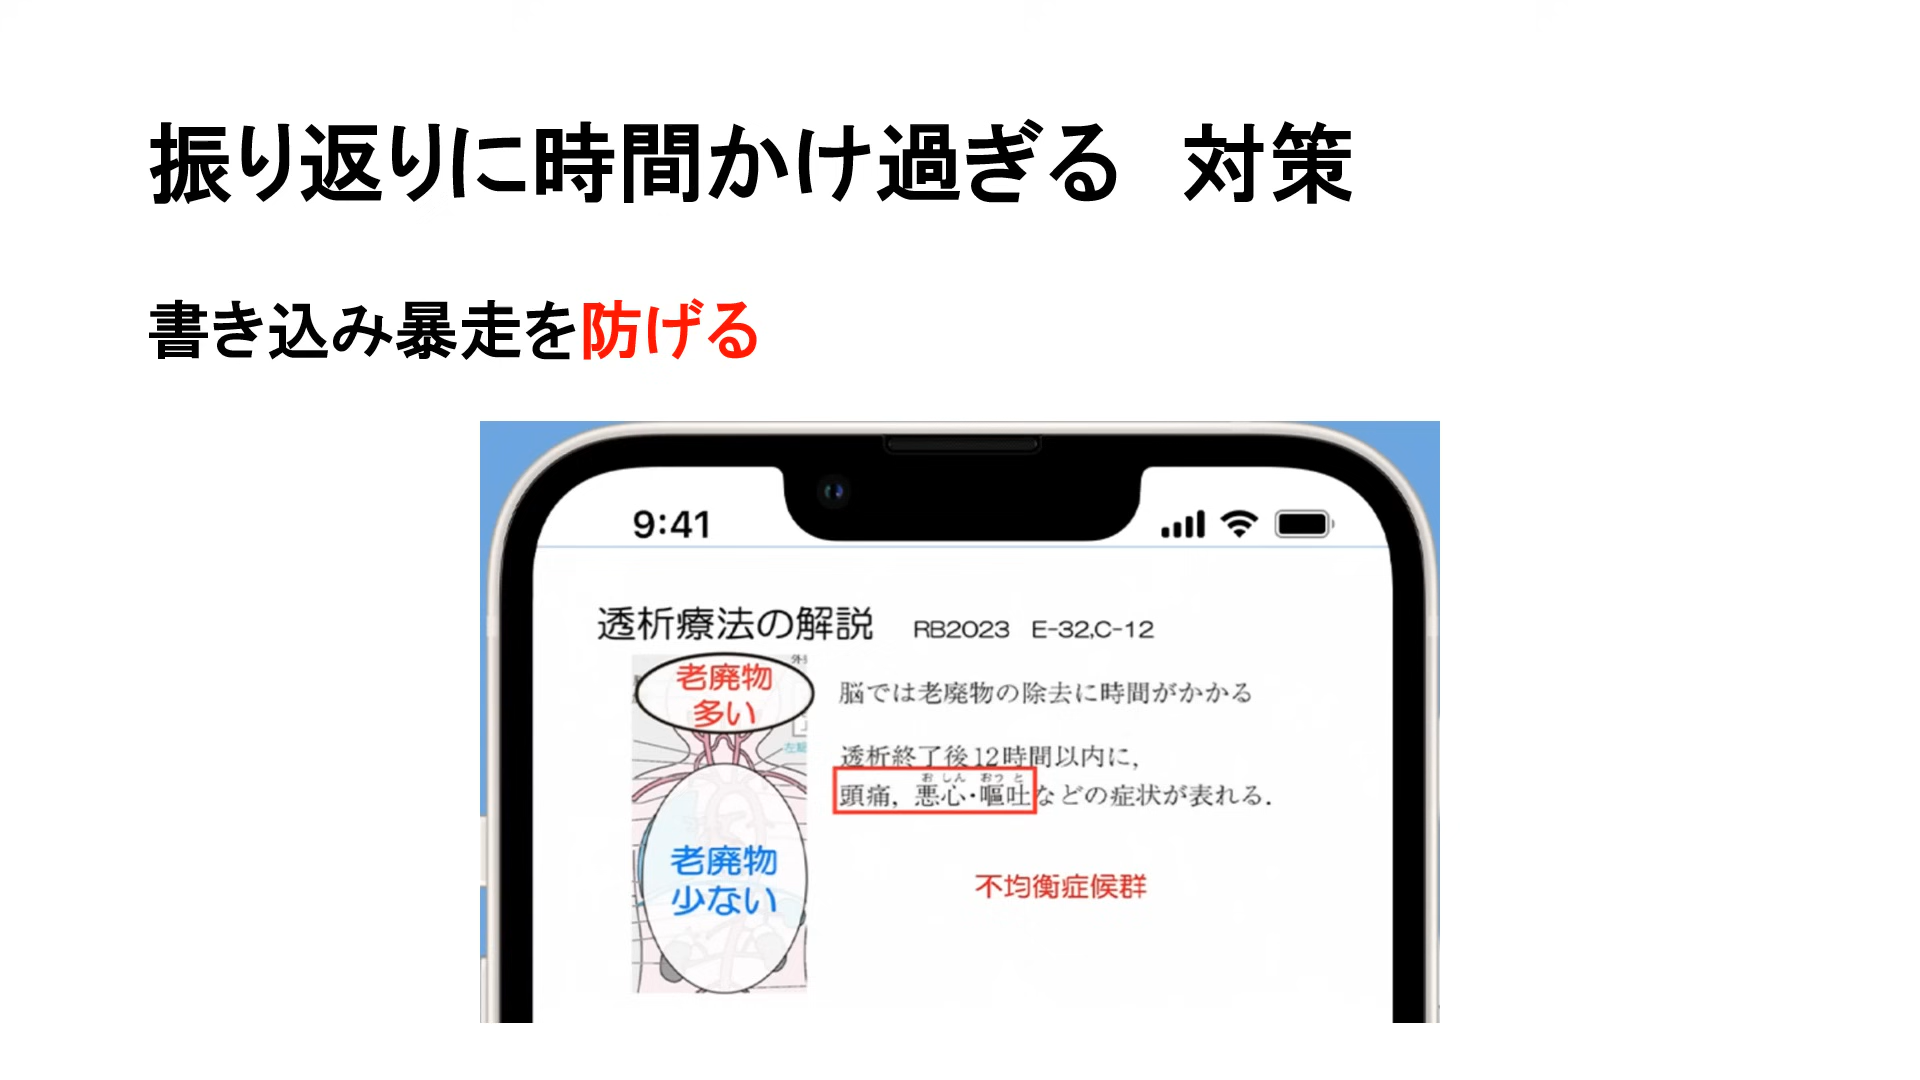 振り返りに時間かけ過ぎる　対策
書き込み暴走を防げる
9:41
透析療法の解説 RB2023 E-32,C-12
老廃物
多い
脳では老廃物の除去に時間がかかる
透析終了後12時間以内に,
おしん おうと
頭痛, 悪心・嘔吐などの症状が表れる.
老廃物
少ない
不均衡症候群